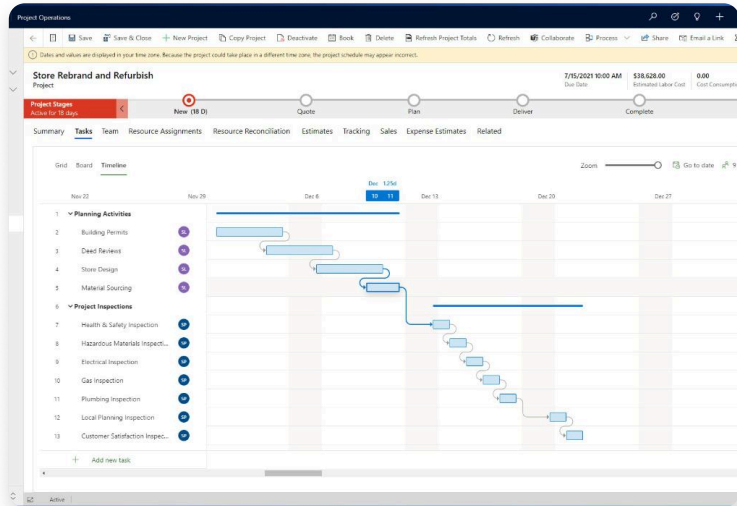 Project Operations
Save Save & Close New Project Copy Project Deactivate Book Delete Refresh Project Totals Refresh Collaborate Process Share Email a Link
Dates and values are displayed in your time zone. Because the project could take place in a different time zone, the project schedule may appear incorrect.
Store Rebrand and Refurbish
Project
7/15/2021 10:00 AM $38,628.00 0.00
Due Date Estimated Labor Cost Cost Consumptio
Project Stages
Active for 18 days
New (18 D) Quote Plan Deliver Complete
Summary Tasks Team Resource Assignments Resource Reconciliation Estimates Tracking Sales Expense Estimates Related
Grid Board Timeline Zoom Go to date 9
Dec 1.25d
Nov 22 Nov 29 Dec 6 10 11 Dec 13 Dec 20 Dec 27
1 Planning Activities
2 Building Permits SL
3 Deed Reviews SL
4 Store Design SL
5 Material Sourcing SL
6 Project Inspections
7 Health & Safety Inspection SP
8 Hazardous Materials Inspecti... SP
9 Electrical Inspection SP
10 Gas Inspection SP
11 Plumbing Inspection SP
12 Local Planning Inspection SP
13 Customer Satisfaction Inspec... SP
Add new task
Active